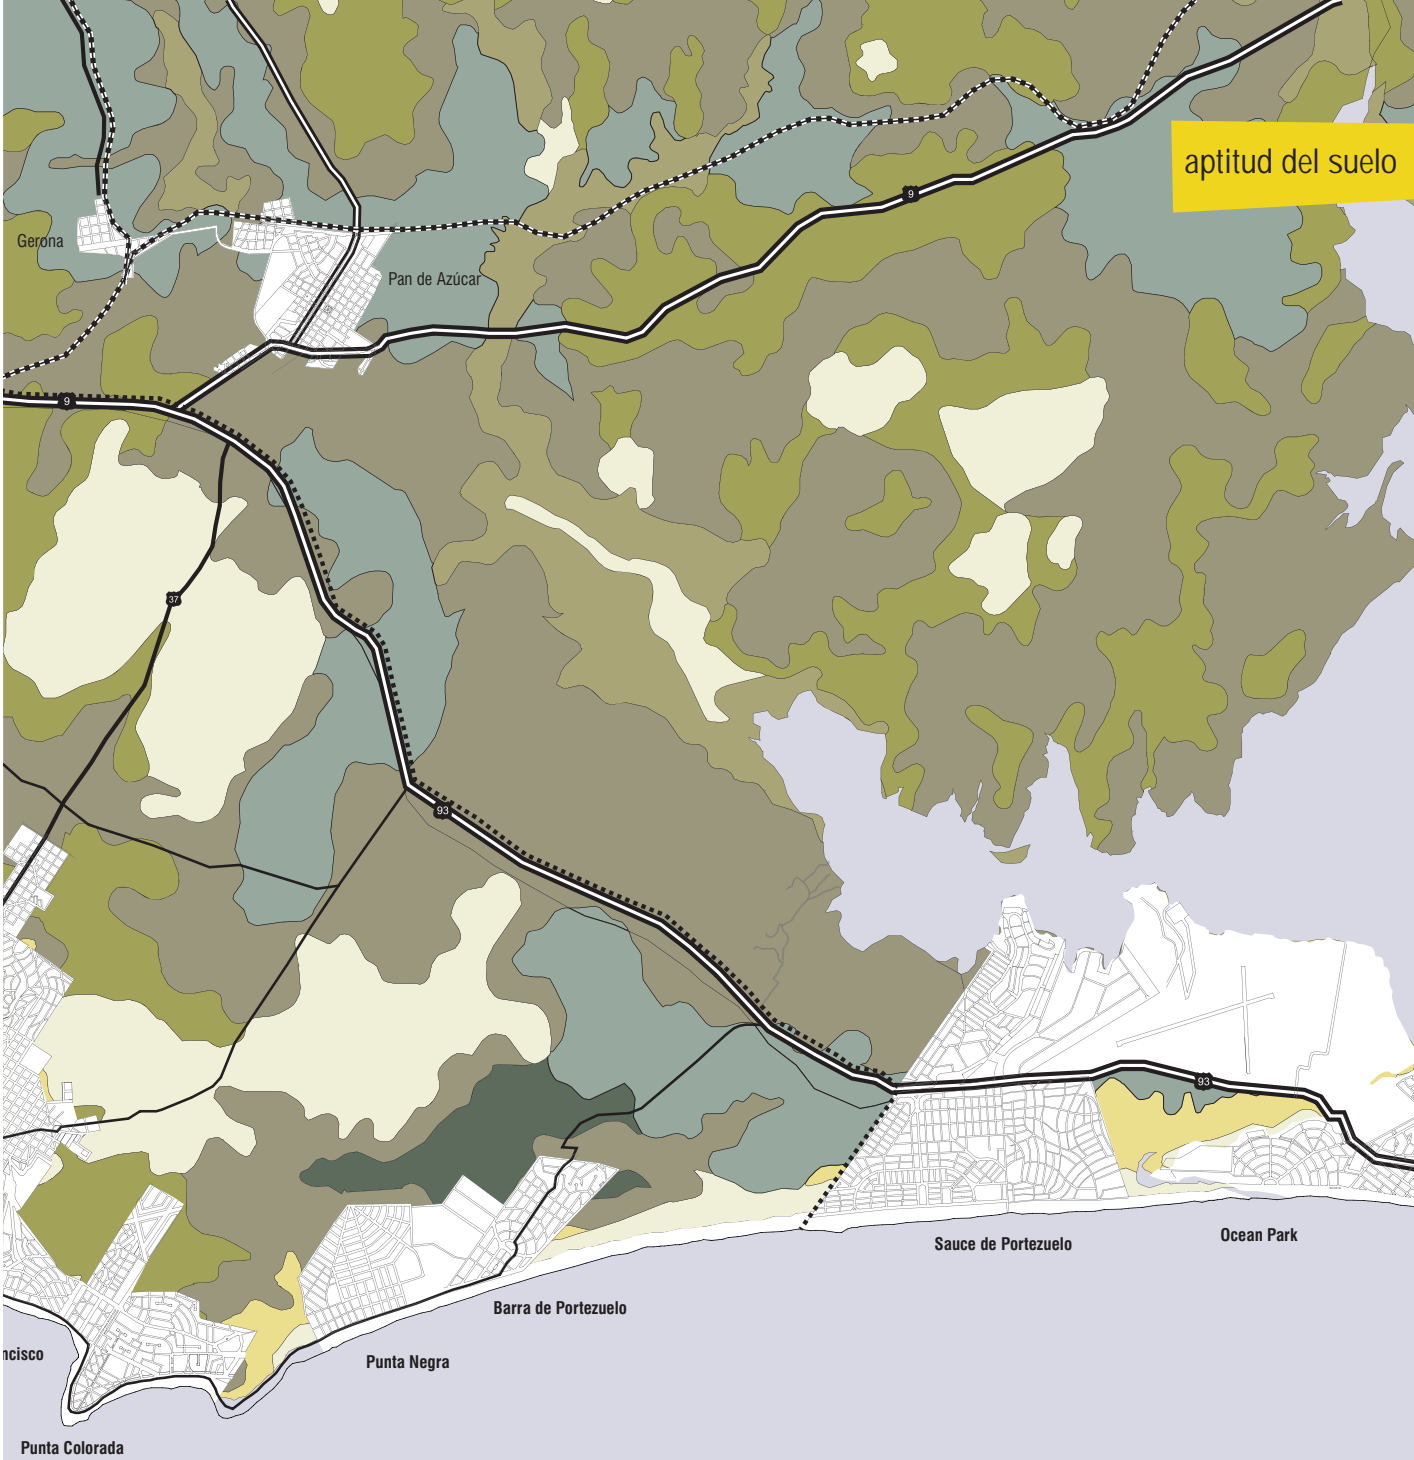 aptitud del suelo
9
Gerona
Pan de Azúcar
9
37
93
93
Ocean Park
Sauce de Portezuelo
Barra de Portezuelo
ncisco
Punta Negra
Punta Colorada